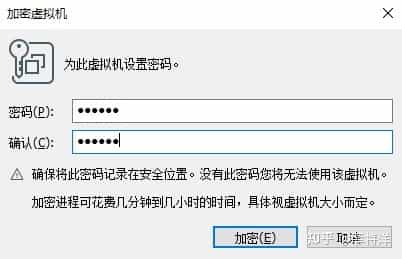 加密虚拟机
为此虚拟机设置密码。
密码(P): ●●●●●●
确认(C): ●●●●●●
确保将此密码记录在安全位置。没有此密码您将无法使用该虚拟机。
加密进程可花费几分钟到几小时的时间，具体视虚拟机大小而定。
加密(E) 取消
知乎